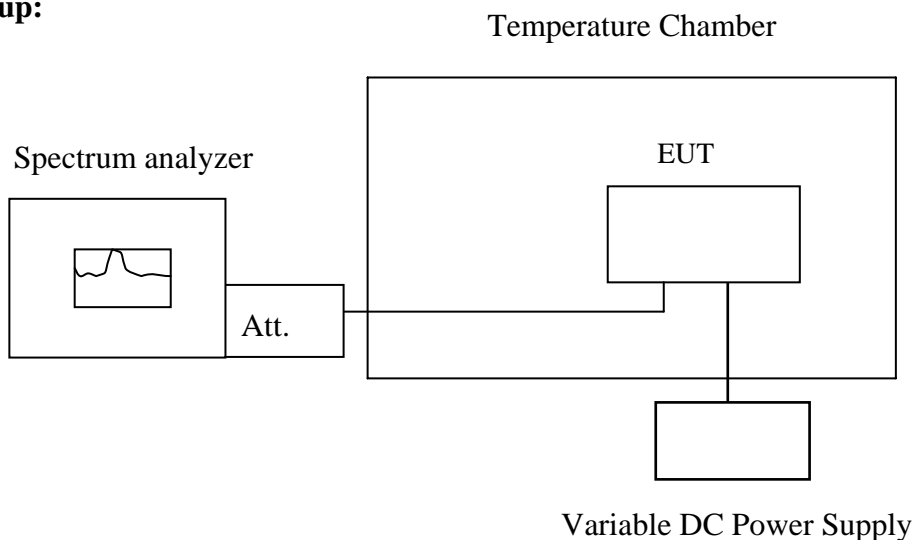 up:
Temperature Chamber
Spectrum analyzer
EUT
Att.
Variable DC Power Supply